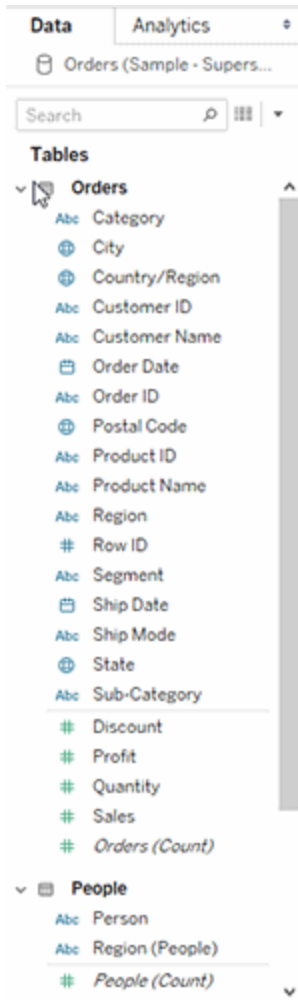 Data Analytics
Orders (Sample - Supers...
Search
Tables
Orders
Abc Category
City
Country/Region
Abc Customer ID
Abc Customer Name
Order Date
Abc Order ID
Postal Code
Abc Product ID
Abc Product Name
Abc Region
# Row ID
Abc Segment
Ship Date
Abc Ship Mode
State
Abc Sub-Category
# Discount
# Profit
# Quantity
# Sales
# Orders (Count)
People
Abc Person
Abc Region (People)
# People (Count)